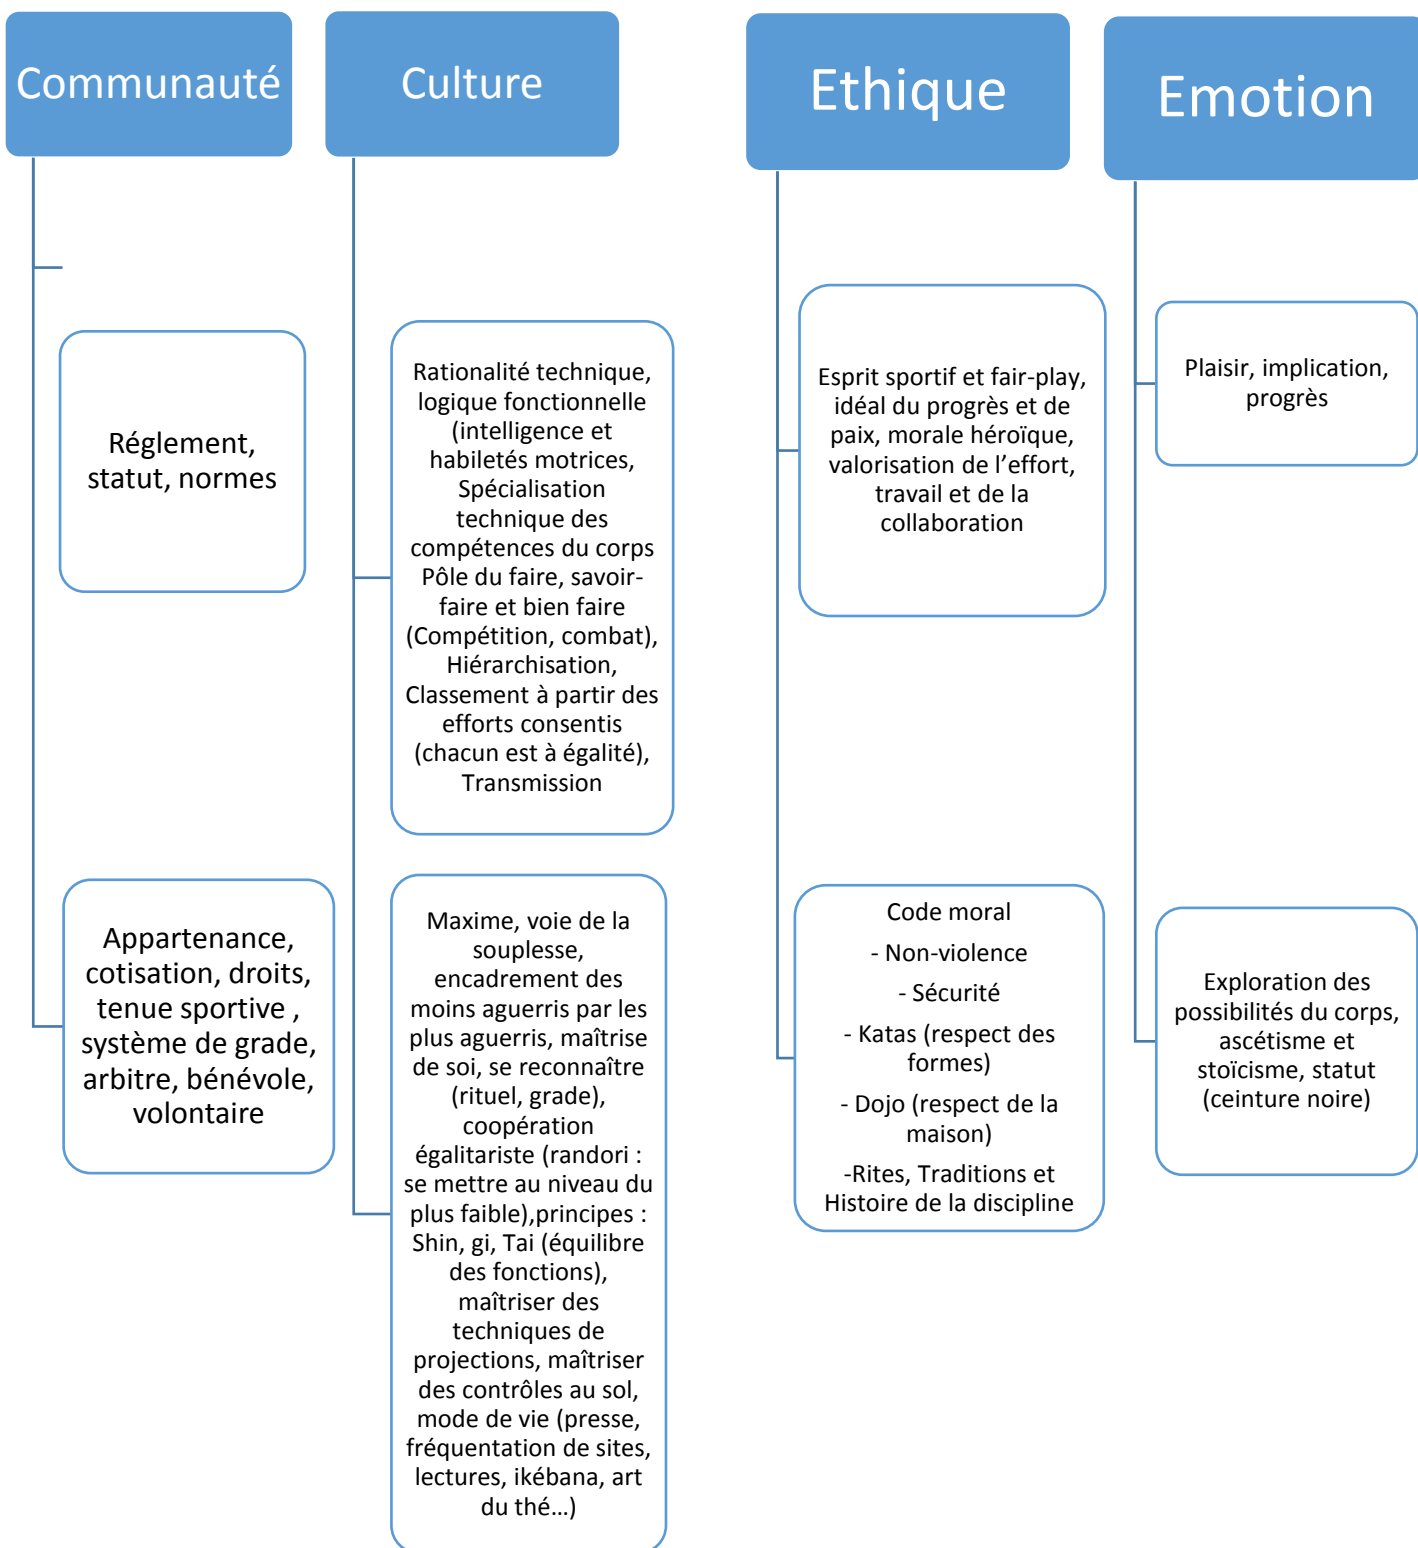 Communauté
Réglement,
statut, normes
Appartenance,
cotisation, droits,
tenue sportive ,
système de grade,
arbitre, bénévole,
volontaire
Culture
Rationalité technique,
logique fonctionnelle
(intelligence et
habiletés motrices,
Spécialisation
technique des
compétences du corps
Pôle du faire, savoir-
faire et bien faire
(Compétition, combat),
Hiérarchisation,
Classement à partir des
efforts consentis
(chacun est à égalité),
Transmission
Maxime, voie de la
souplesse,
encadrement des
moins aguerris par les
plus aguerris, maîtrise
de soi, se reconnaître
(rituel, grade),
coopération
égalitariste (randori :
se mettre au niveau du
plus faible),principes :
Shin, gi, Tai (équilibre
des fonctions),
maîtriser des
techniques de
projections, maîtriser
des contrôles au sol,
mode de vie (presse,
fréquentation de sites,
lectures, ikébana, art
du thé…)
Ethique
Esprit sportif et fair-play,
idéal du progrès et de
paix, morale héroïque,
valorisation de l’effort,
travail et de la
collaboration
Code moral
- Non-violence
- Sécurité
- Katas (respect des
formes)
- Dojo (respect de la
maison)
-Rites, Traditions et
Histoire de la discipline
Emotion
Plaisir, implication,
progrès
Exploration des
possibilités du corps,
ascétisme et
stoïcisme, statut
(ceinture noire)